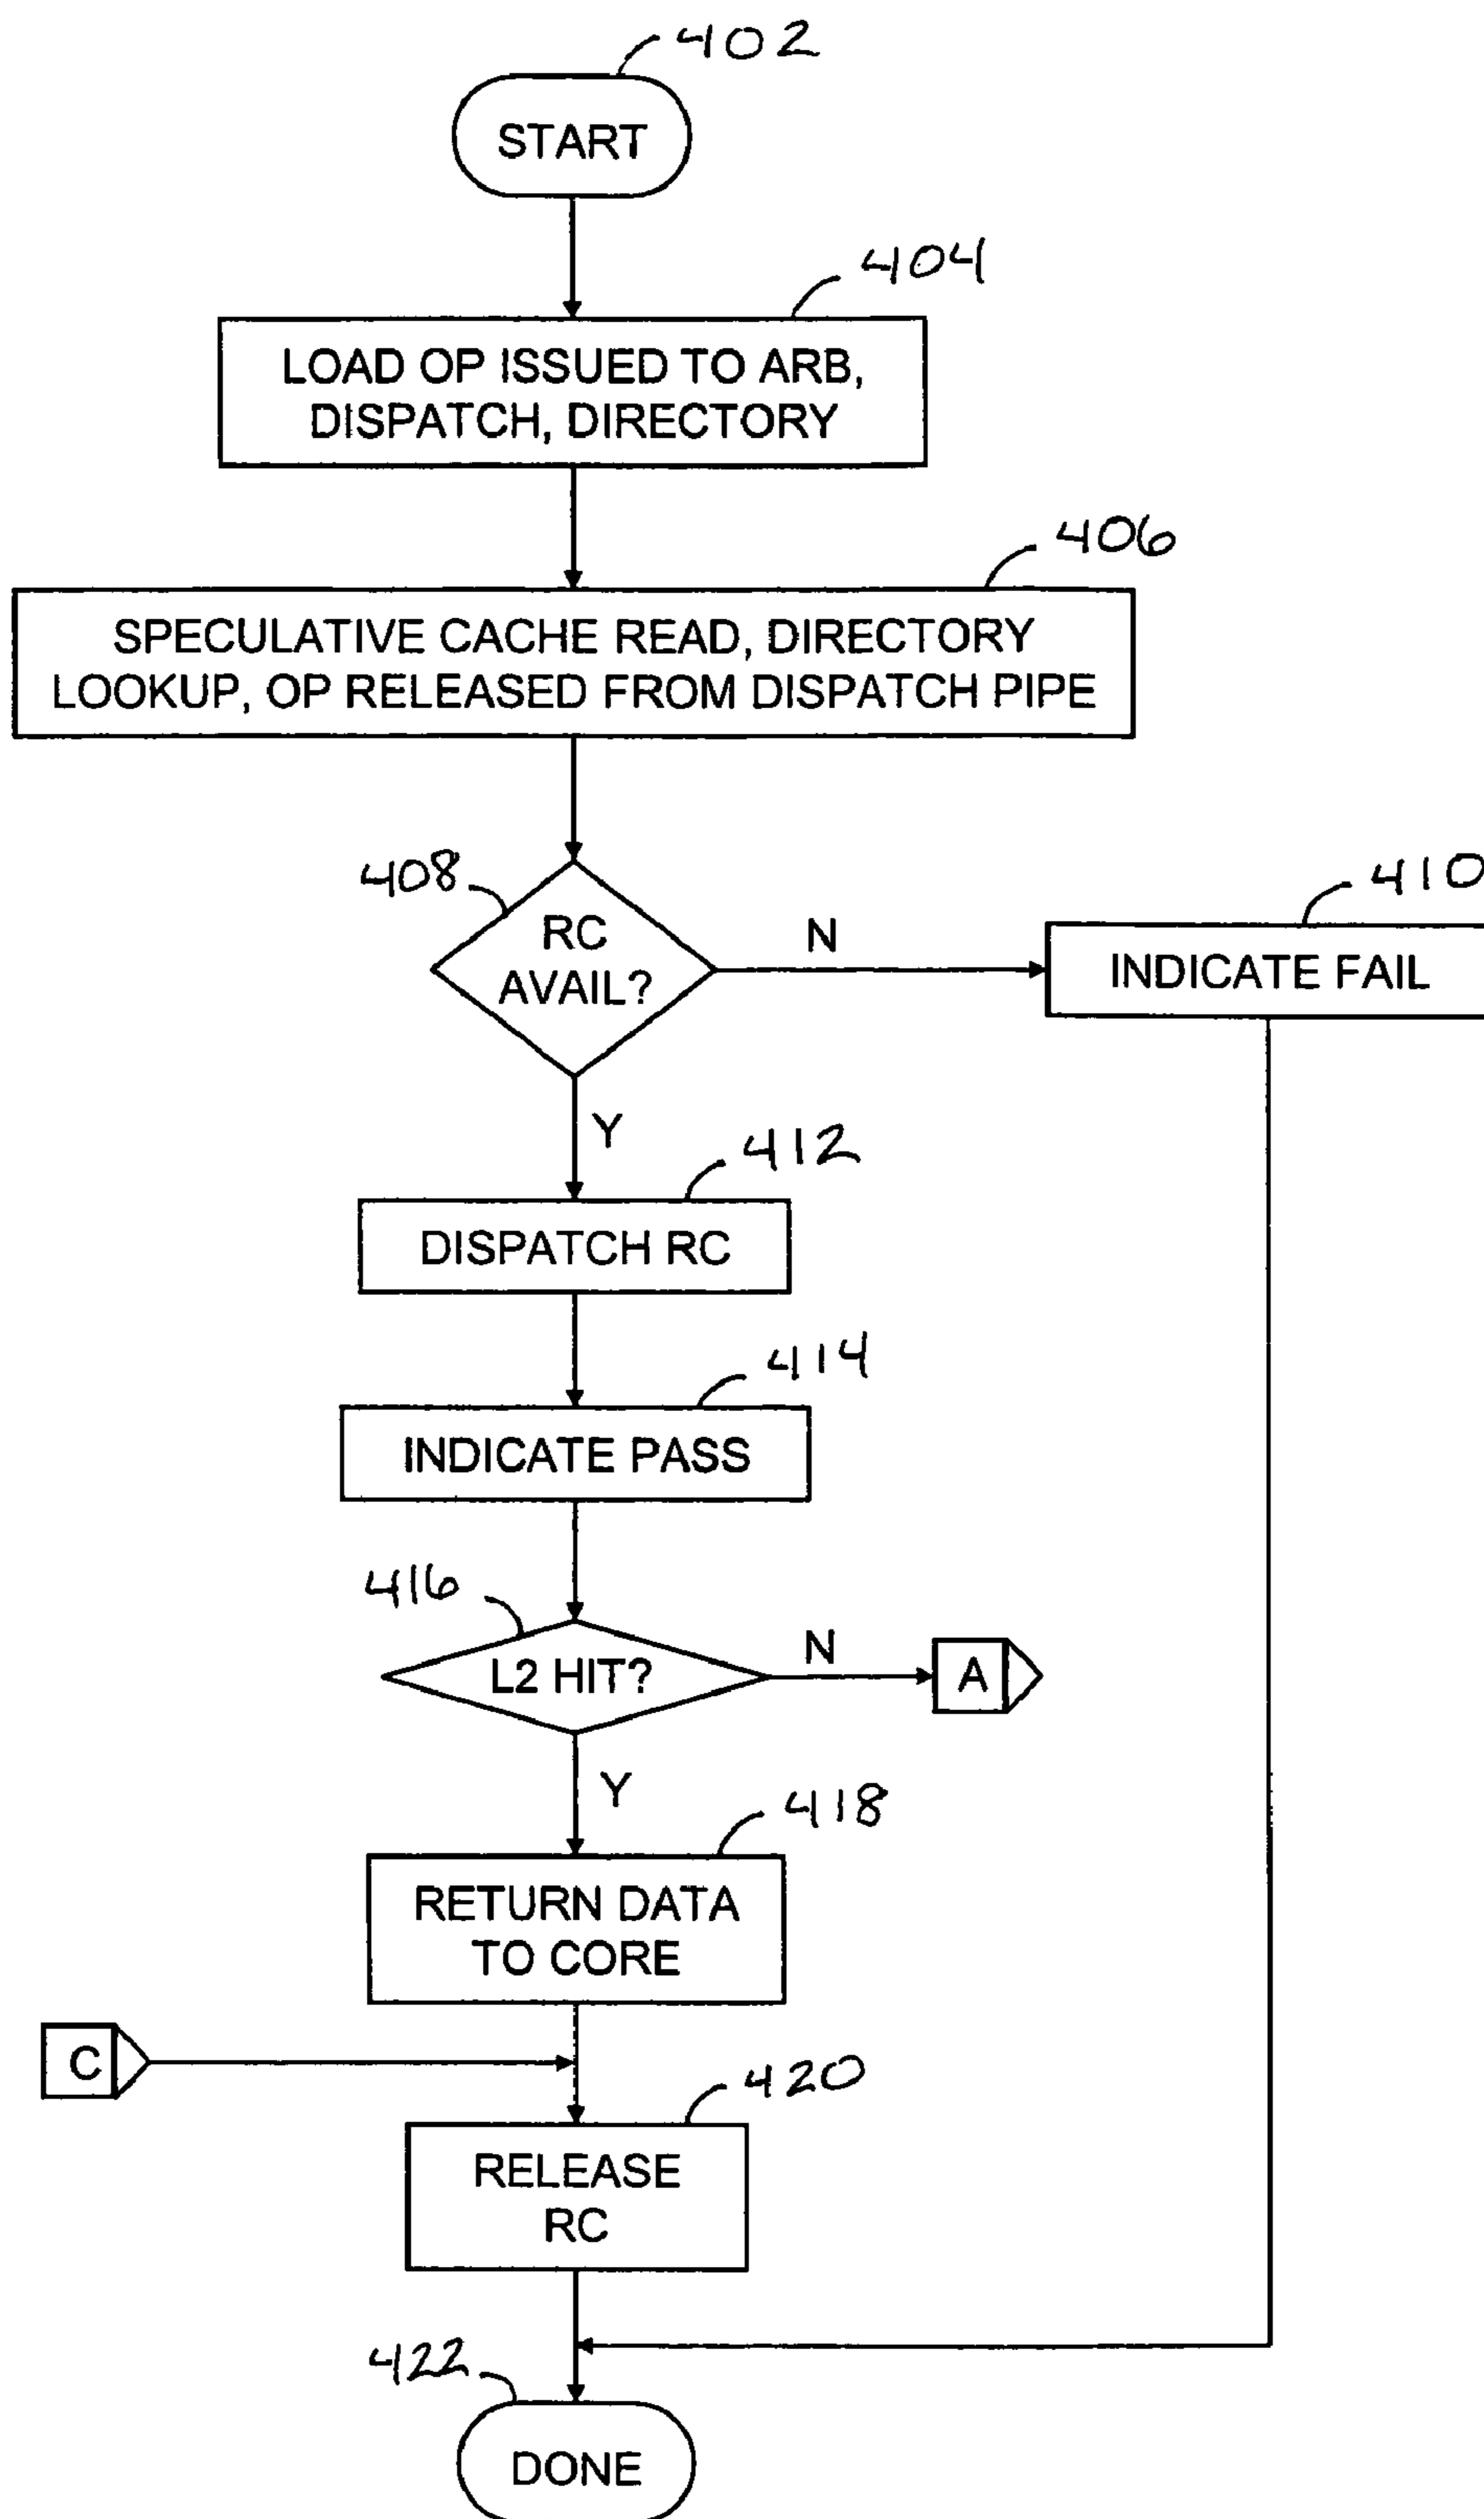 402
START
404
LOAD OP ISSUED TO ARB,
DISPATCH, DIRECTORY
406
SPECULATIVE CACHE READ, DIRECTORY
LOOKUP, OP RELEASED FROM DISPATCH PIPE
408
RC
AVAIL?
N
410
INDICATE FAIL
Y
412
DISPATCH RC
414
INDICATE PASS
416
L2 HIT?
N
A
Y
418
RETURN DATA
TO CORE
C
420
RELEASE
RC
422
DONE